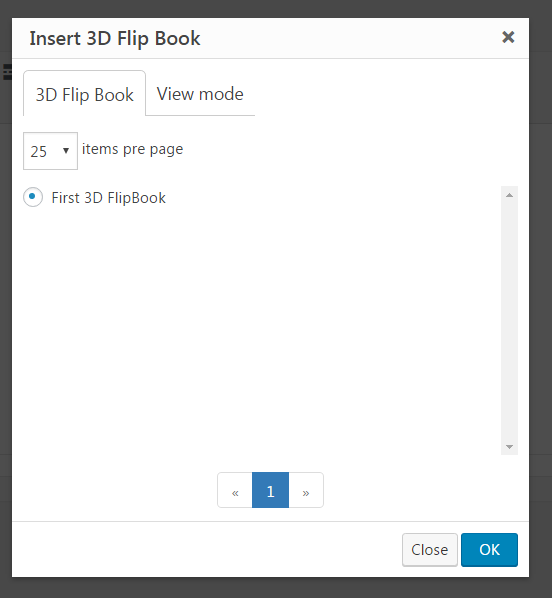 Insert 3D Flip Book ×
3D Flip Book View mode
25 items pre page
First 3D FlipBook
« 1 »
Close OK